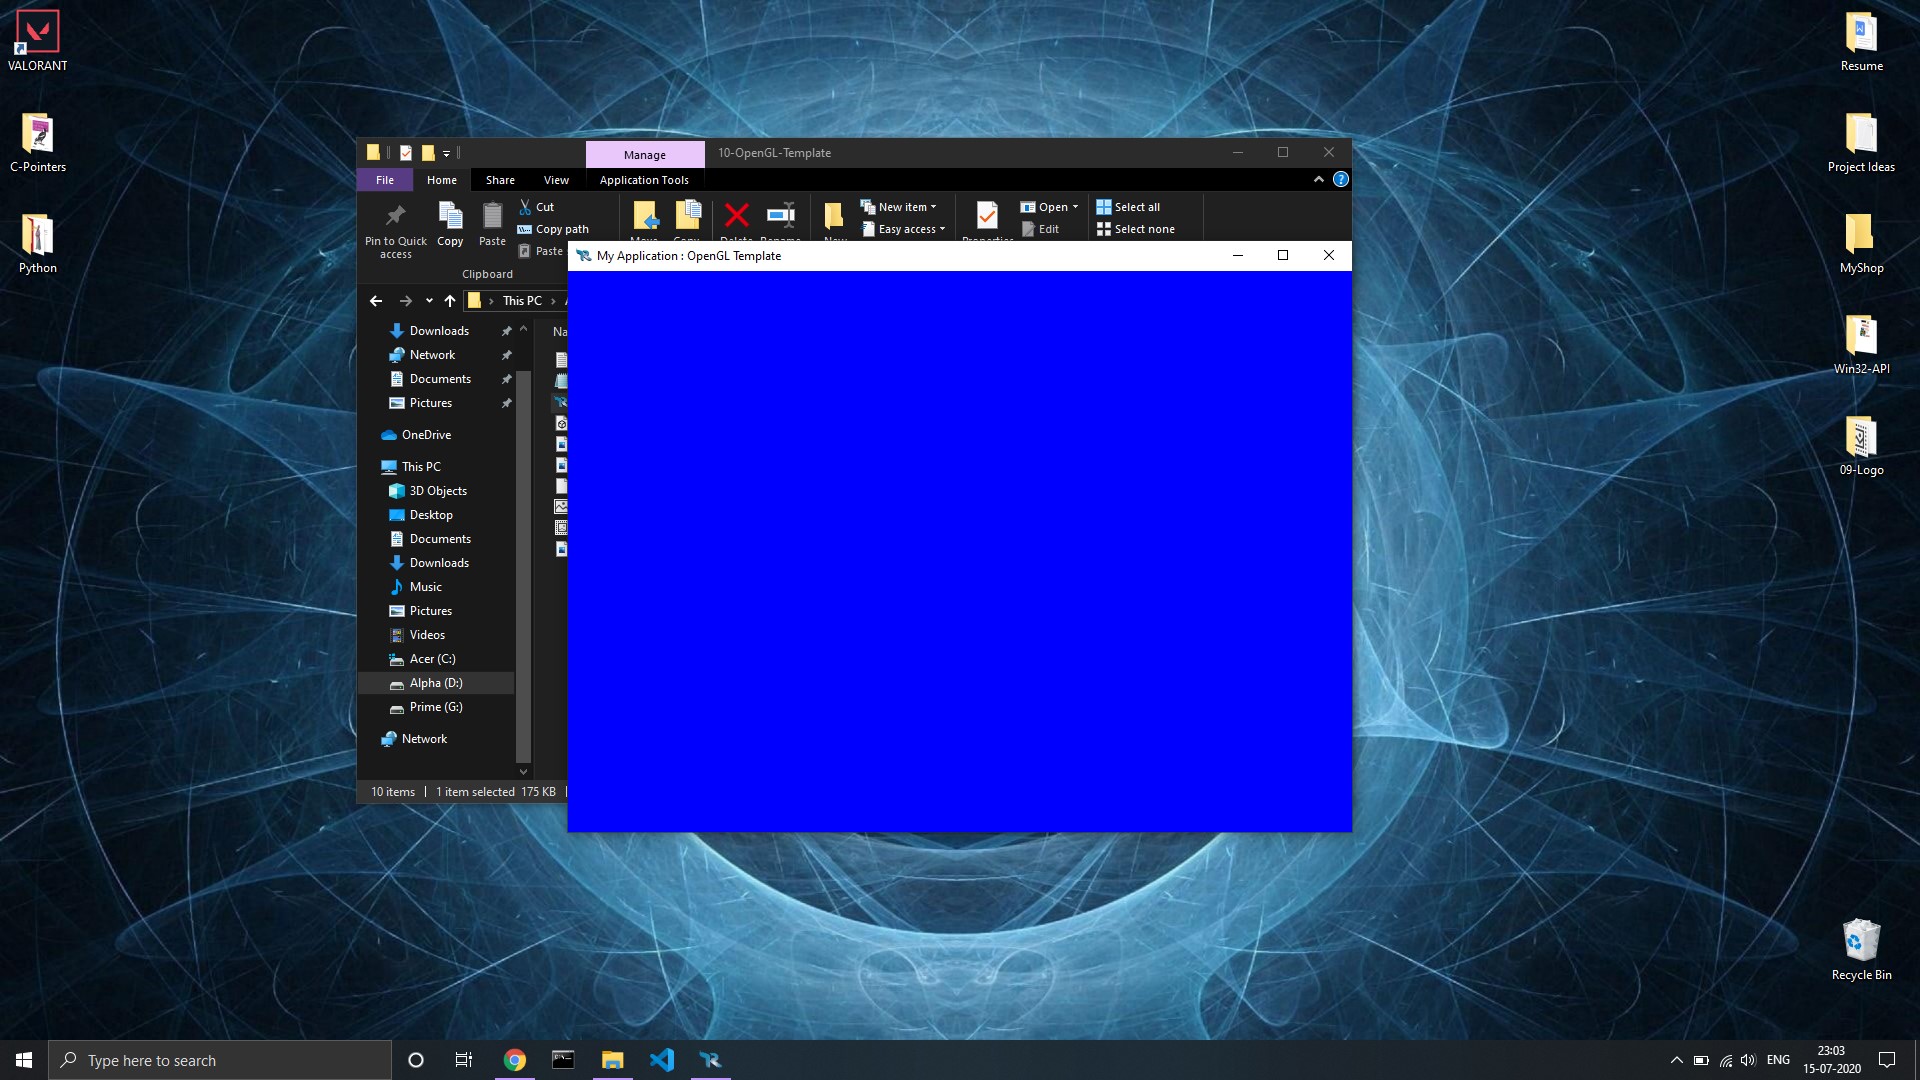 VALORANT
C-Pointers
Python
Resume
Project Ideas
MyShop
Win32-API
09-Logo
Recycle Bin
Manage
10-OpenGL-Template
File
Home
Share
View
Application Tools
Pin to Quick
access
Copy
Paste
Cut
Copy path
Paste
Clipboard
New item
Easy access
Open
Edit
Select all
Select none
This PC
Downloads
Network
Documents
Pictures
OneDrive
This PC
3D Objects
Desktop
Documents
Downloads
Music
Pictures
Videos
Acer (C:)
Alpha (D:)
Prime (G:)
Network
10 items
1 item selected 175 KB
My Application : OpenGL Template
Type here to search
ENG
23:03
15-07-2020